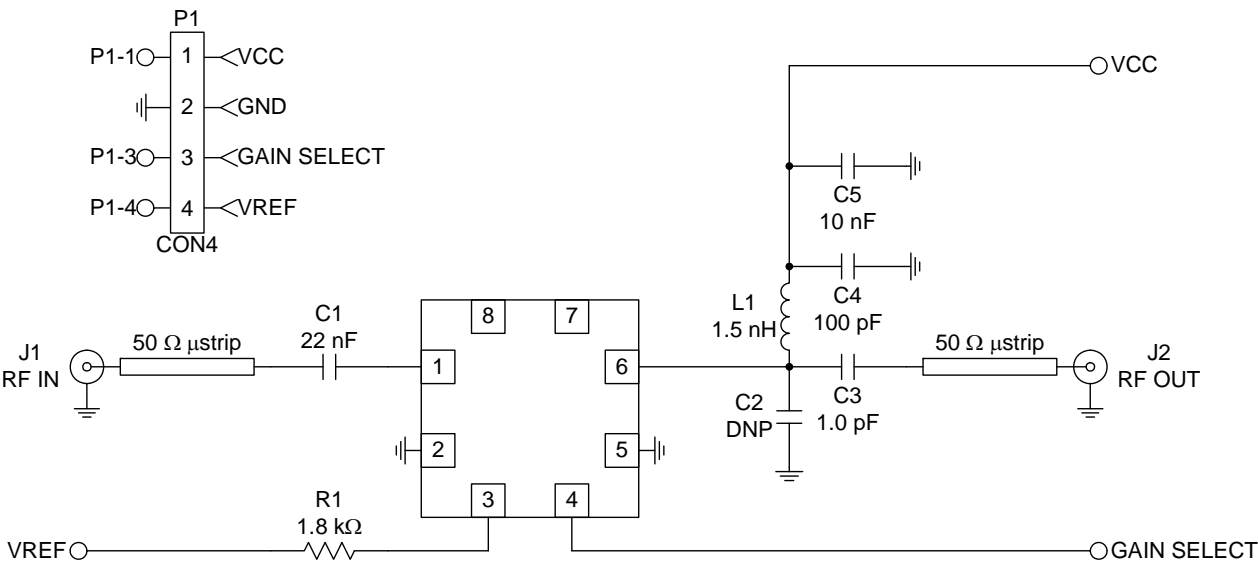 P1
P1-1 1 VCC
2 GND
P1-3 3 GAIN SELECT
P1-4 4 VREF
CON4
VCC
C5
10 nF
C4
100 pF
L1
1.5 nH
J1
RF IN
50 Ω μstrip
C1
22 nF
8
7
1
6
2
5
3
4
C2
DNP
C3
1.0 pF
50 Ω μstrip
J2
RF OUT
R1
1.8 kΩ
VREF
GAIN SELECT